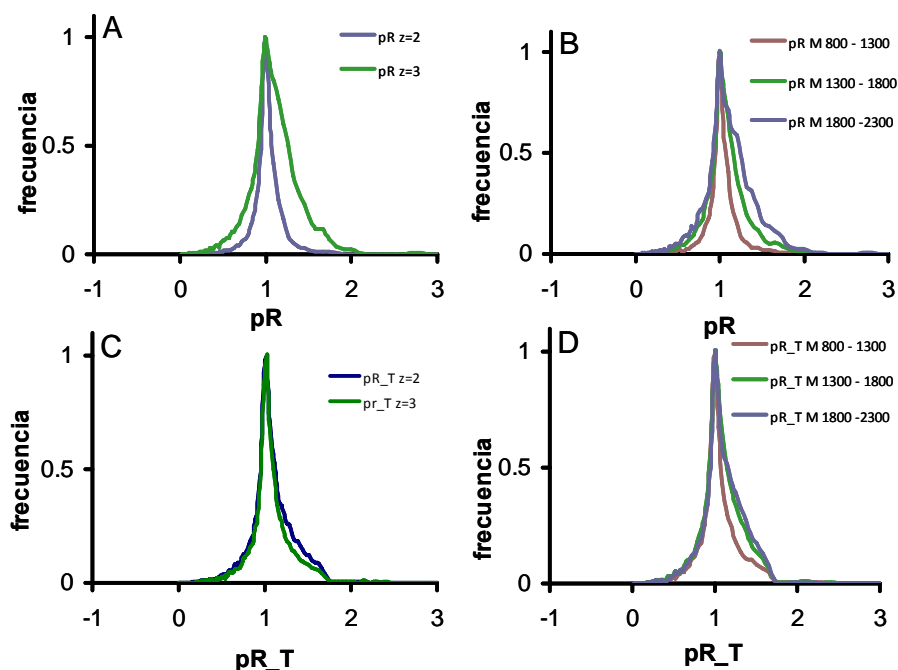 A
pR z=2
pR z=3
1
0.5
0
-1
0
1
2
3
frecuencia
pR
B
pR M 800 - 1300
pR M 1300 - 1800
pR M 1800 -2300
1
0.5
0
-1
0
1
2
3
frecuencia
pR
C
pR_T z=2
pr_T z=3
1
0.5
0
-1
0
1
2
3
frecuencia
pR_T
D
pR_T M 800 - 1300
pR_T M 1300 - 1800
pR_T M 1800 -2300
1
0.5
0
-1
0
1
2
3
frecuencia
pR_T